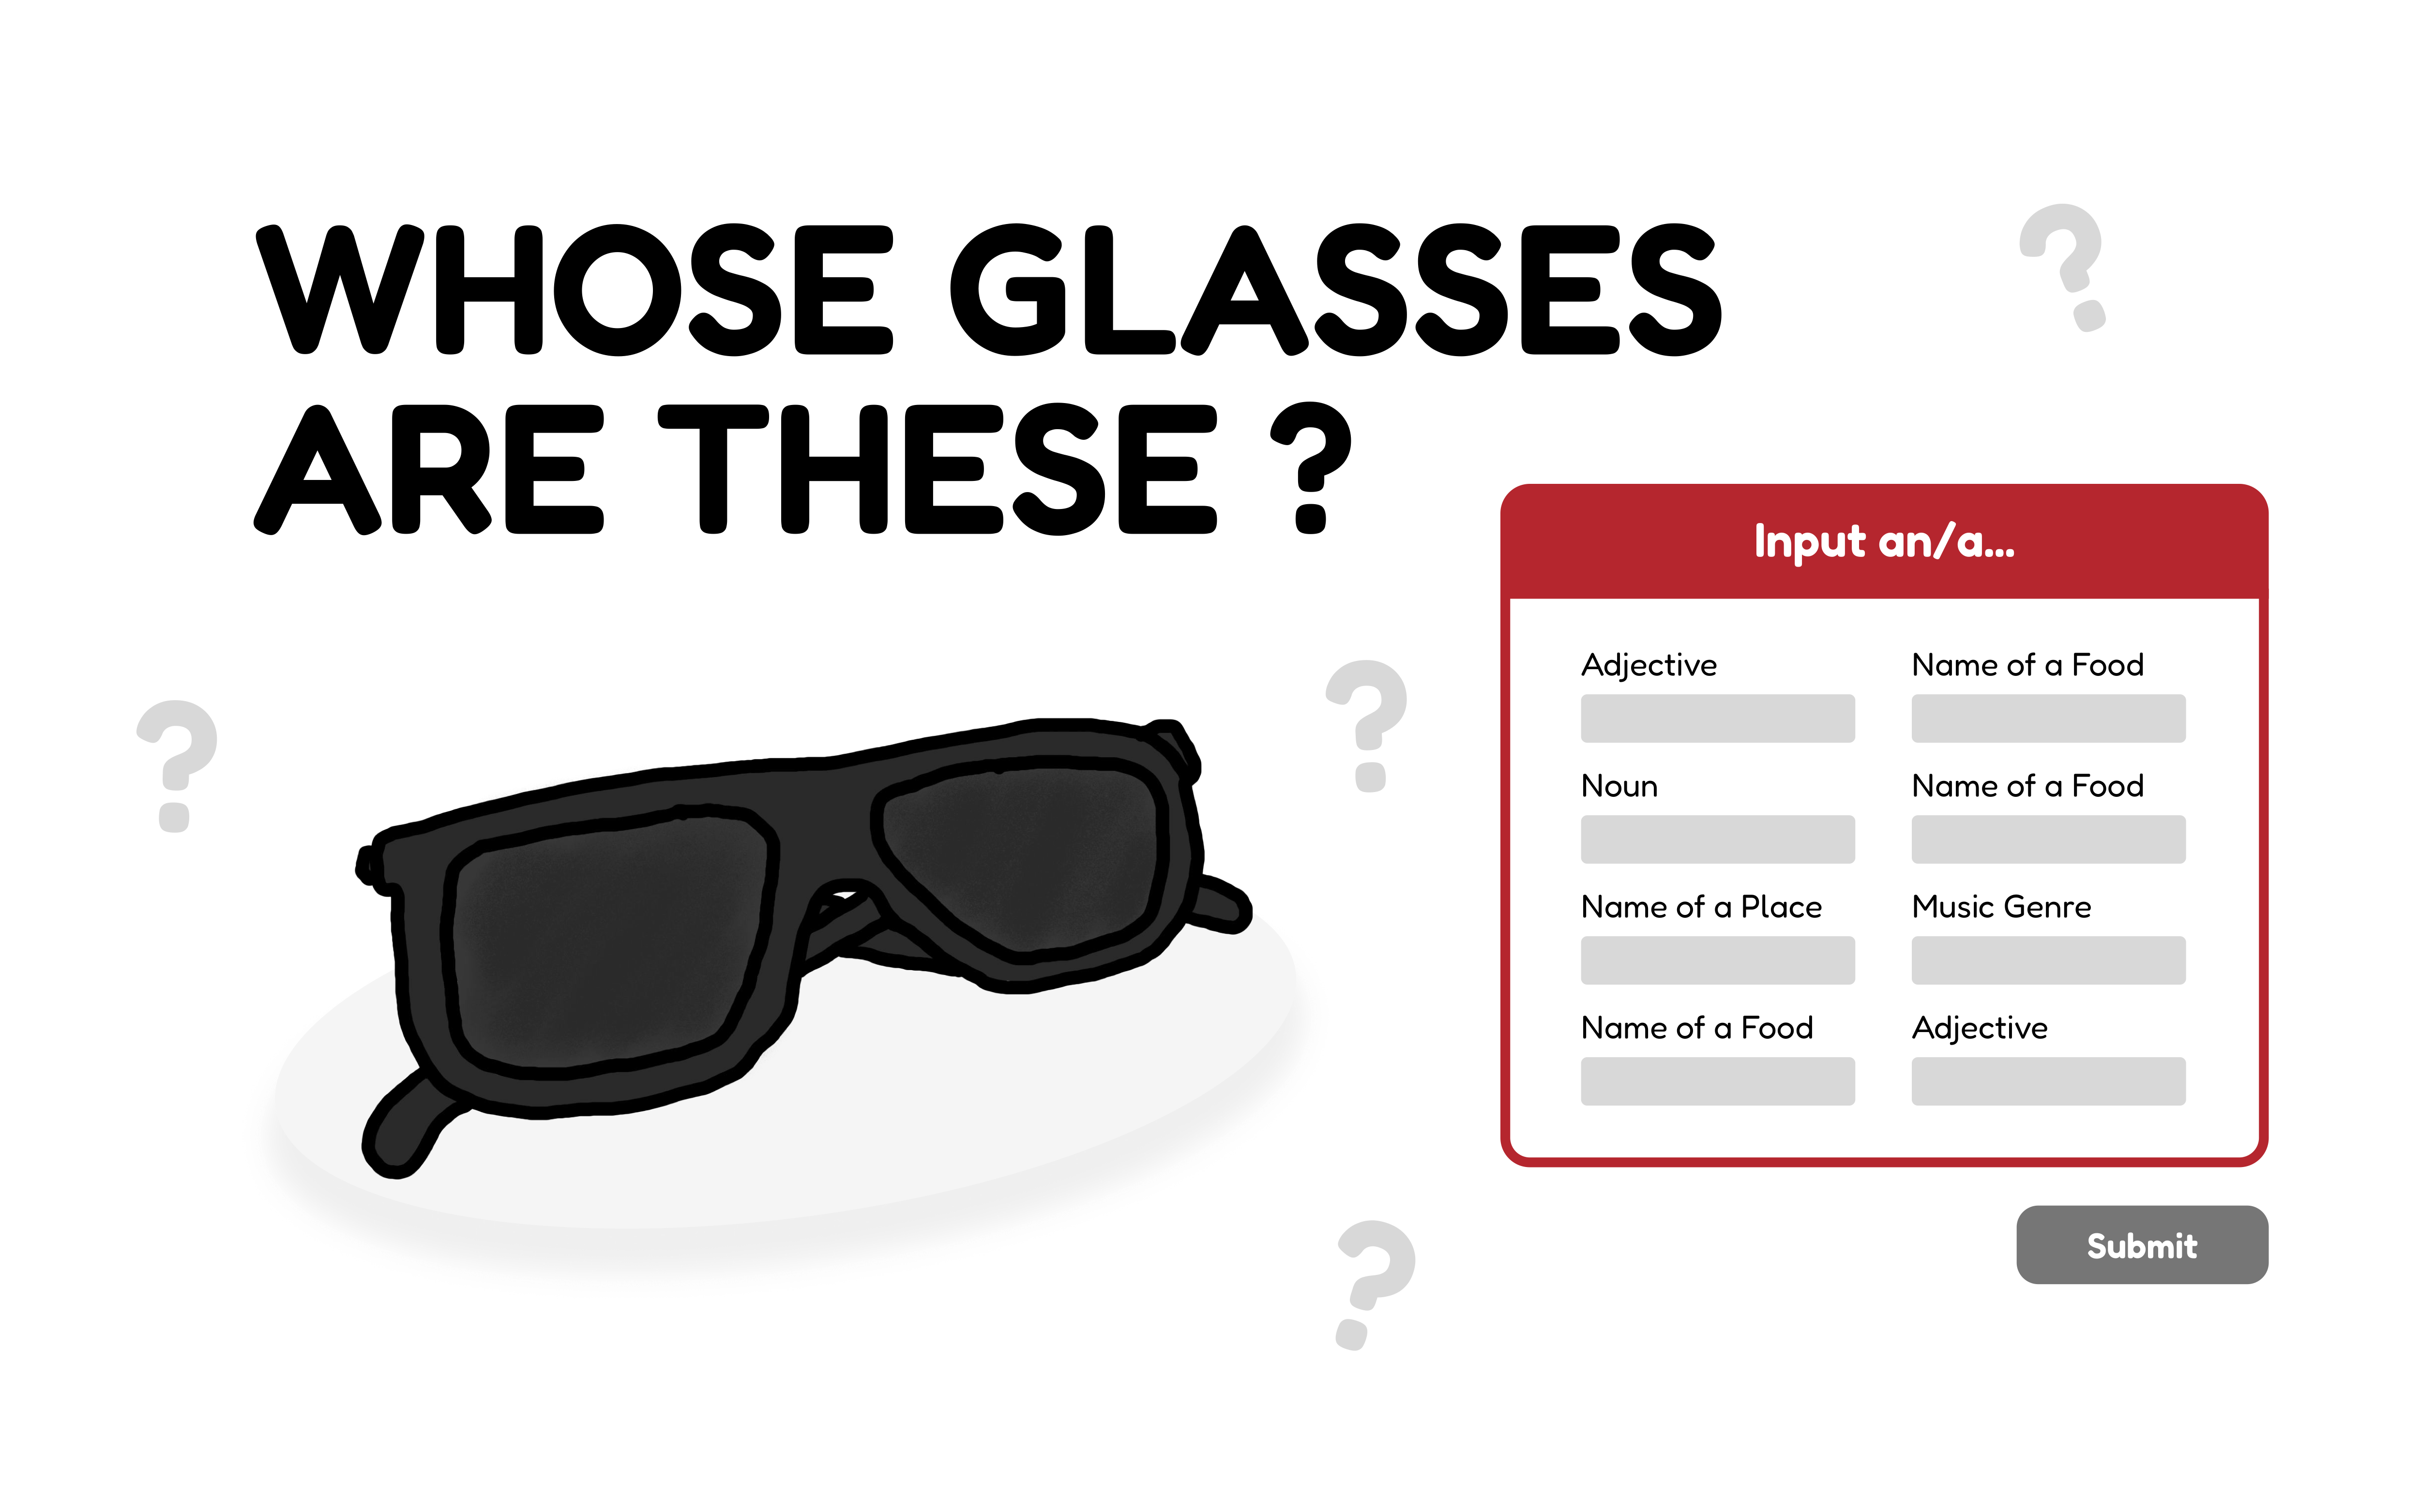 WHOSE GLASSES
ARE THESE ?
Input an/a...
Adjective
Name of a Food
Noun
Name of a Food
Name of a Place
Music Genre
Name of a Food
Adjective
Submit
?
?
?
?